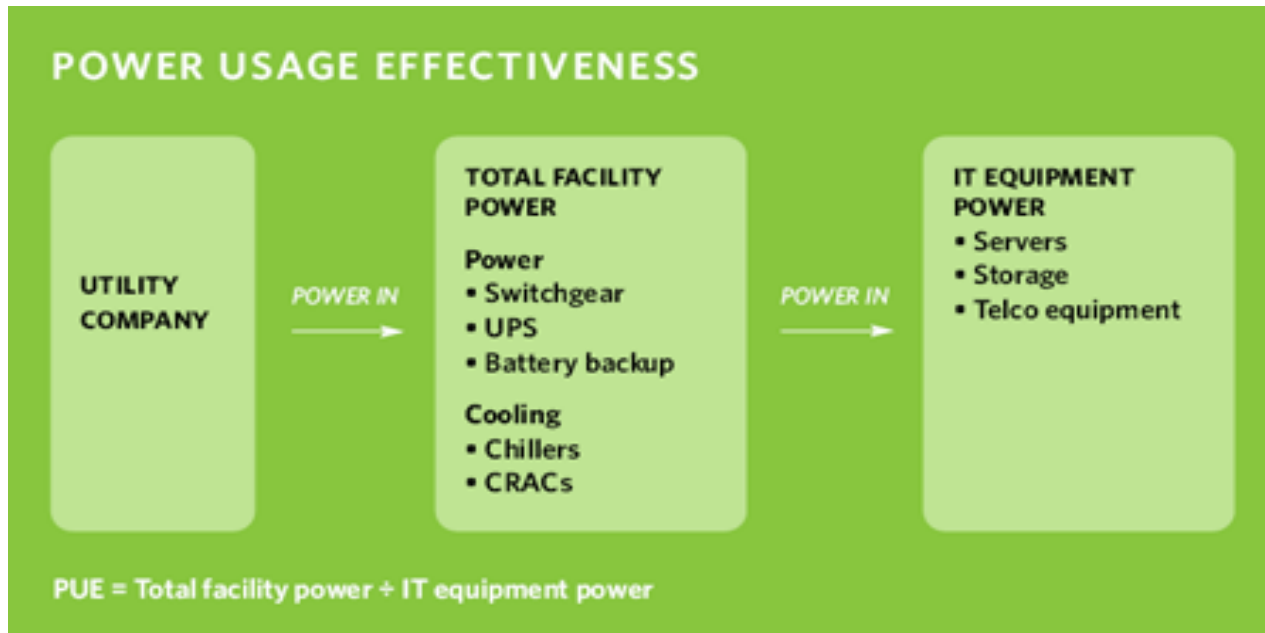 POWER USAGE EFFECTIVENESS
UTILITY
COMPANY
POWER IN
TOTAL FACILITY
POWER
Power
▪ Switchgear
▪ UPS
▪ Battery backup
Cooling
▪ Chillers
▪ CRACs
POWER IN
IT EQUIPMENT
POWER
▪ Servers
▪ Storage
▪ Telco equipment
PUE = Total facility power ÷ IT equipment power